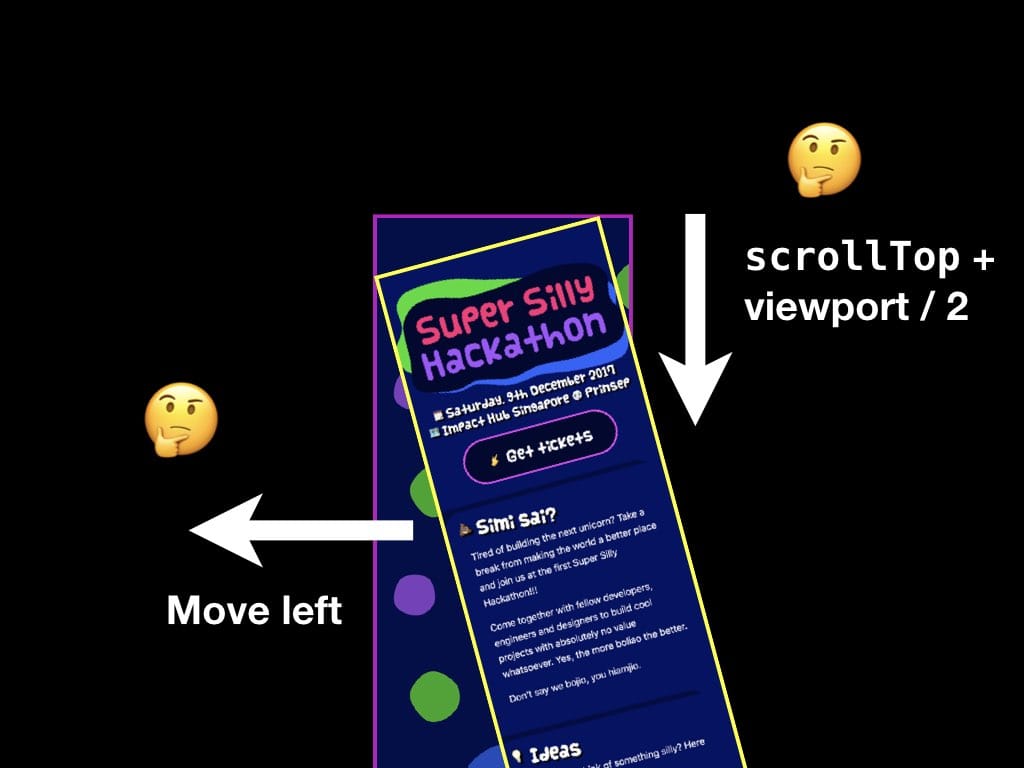 scrollTop +
viewport / 2
Move left
Super Silly
Hackathon
Saturday, 9th December 2017
Impact Hub Singapore @ Prinsep
Get tickets
Simi sai?
Tired of building the next unicorn? Take a
break from making the world a better place
and join us at the first Super Silly
Hackathon!!!
Come together with fellow developers,
engineers and designers to build cool
projects with absolutely no value
whatsoever. Yes, the more boliao the better.
Don't say we bojio, you hiamjio.
Ideas
of something silly? Here